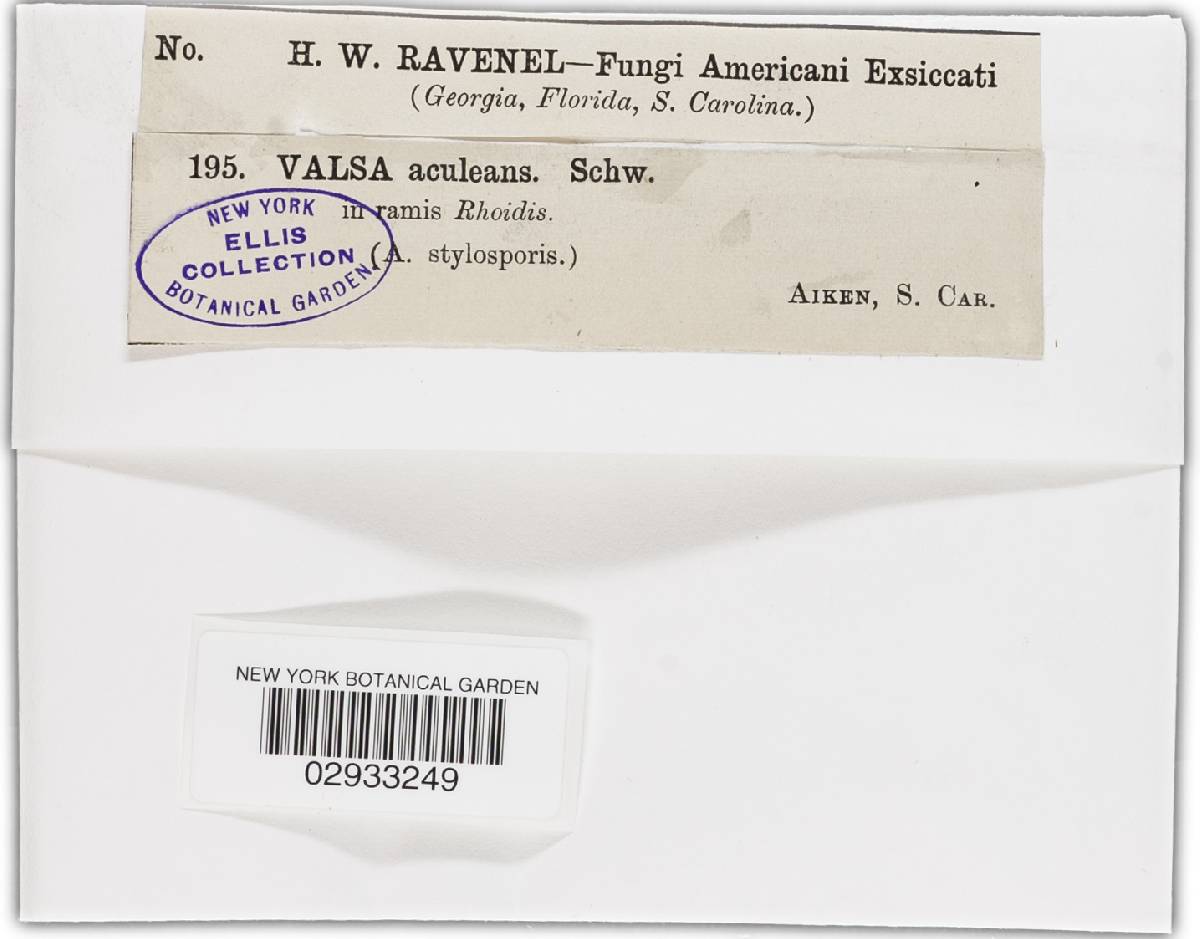 No. H. W. RAVENEL—Fungi Americani Exsiccati
(Georgia, Florida, S. Carolina.)
195. VALSA aculeans. Schw.
in ramis Rhoidis.
(A. stylosporis.)
AIKEN, S. CAR.
NEW YORK
ELLIS
COLLECTION
BOTANICAL GARDEN
NEW YORK BOTANICAL GARDEN
02933249